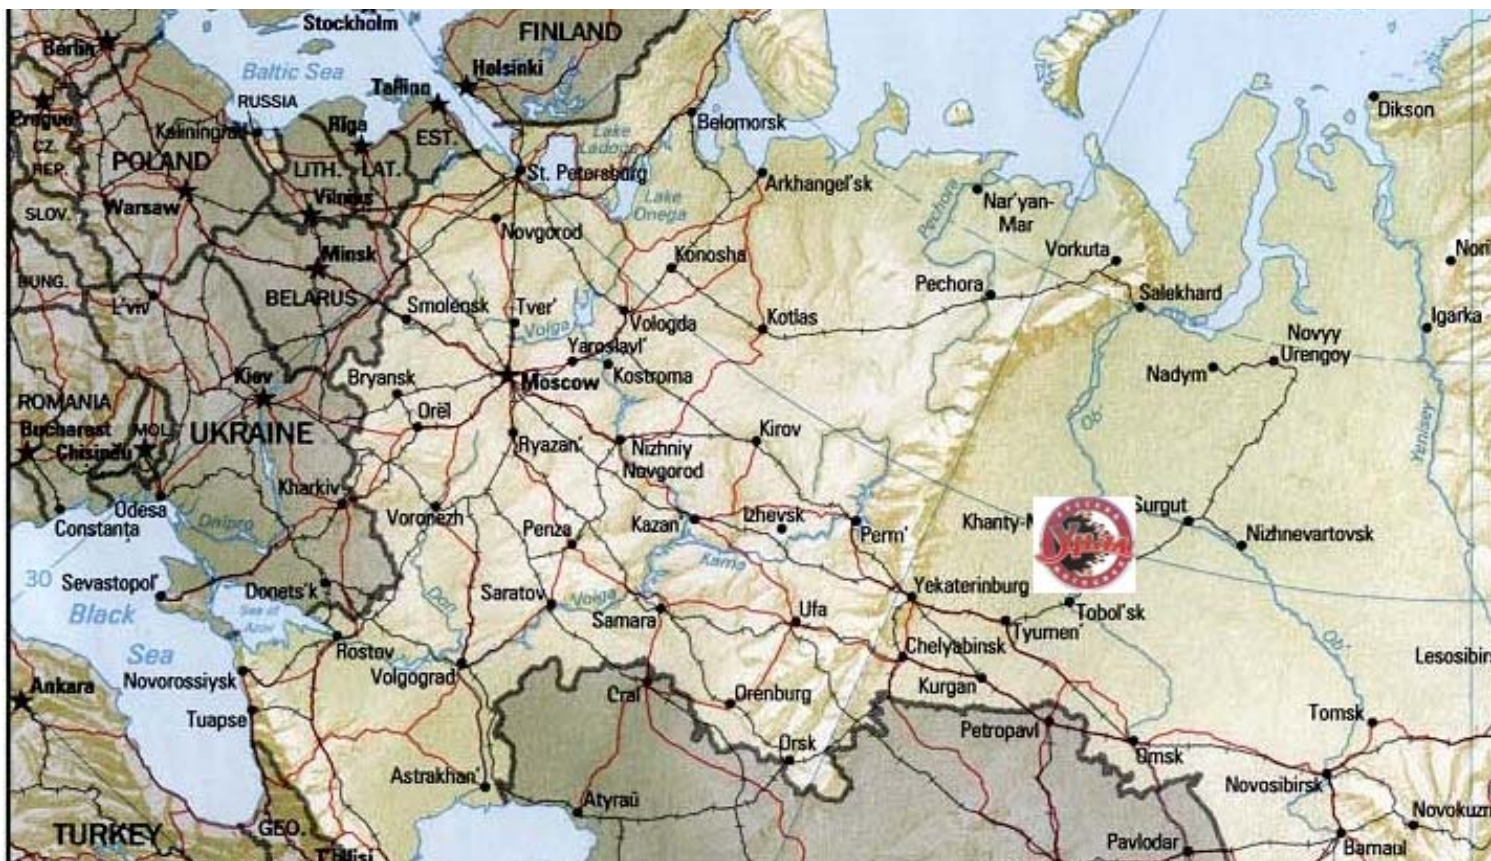 Stockholm
FINLAND
Berlin
Helsinki
Baltic Sea
Tallinn
Dikson
RUSSIA
Prague
Riga
Belomorsk
Kaliningrad
EST.
Lake
Ladoga
CZ.
REP.
POLAND
LITH.
LAT.
St. Petersburg
Arkhangel'sk
Pechora
Nar'yan-
Mar
Vilnius
Warsaw
Lake
Onega
SLOV.
Novgorod
Minsk
Konosha
Vorkuta
HUNG.
BELARUS
Pechora
Salekhard
L'viv
Smolensk
Tver'
Volga
Vologda
Kotlas
Igarka
Novyy
Urengoy
Yaroslavl'
Nadym
Kiev
Bryansk
Moscow
Kostroma
ROMANIA
Bucharest
MOL.
Orël
Ob'
Yenisey
UKRAINE
Chisinău
Ryazan'
Nizhniy
Novgorod
Kirov
Kharkiv
Odesa
Constanța
Dnipro
Voronezh
Penza
Kazan'
Izhevsk
Perm'
Khanty-M
Surgut
Nizhnevartovsk
30
Sevastopol'
Donets'k
Kama
Black
Sea
Sea of
Azov
Don
Saratov
Volga
Samara
Ufa
Yekaterinburg
Tobol'sk
Tyumen'
Ob'
Rostov
Volgograd
Chelyabinsk
Lesosibirs
Ankara
Novorossiysk
Kurgan
Oral
Orenburg
Tuapse
Petropavl
Tomsk
Orsk
Omsk
Astrakhan'
Novosibirsk
Atyraū
Novokuzn
TURKEY
GEO.
T'bilisi
Pavlodar
Barnaul